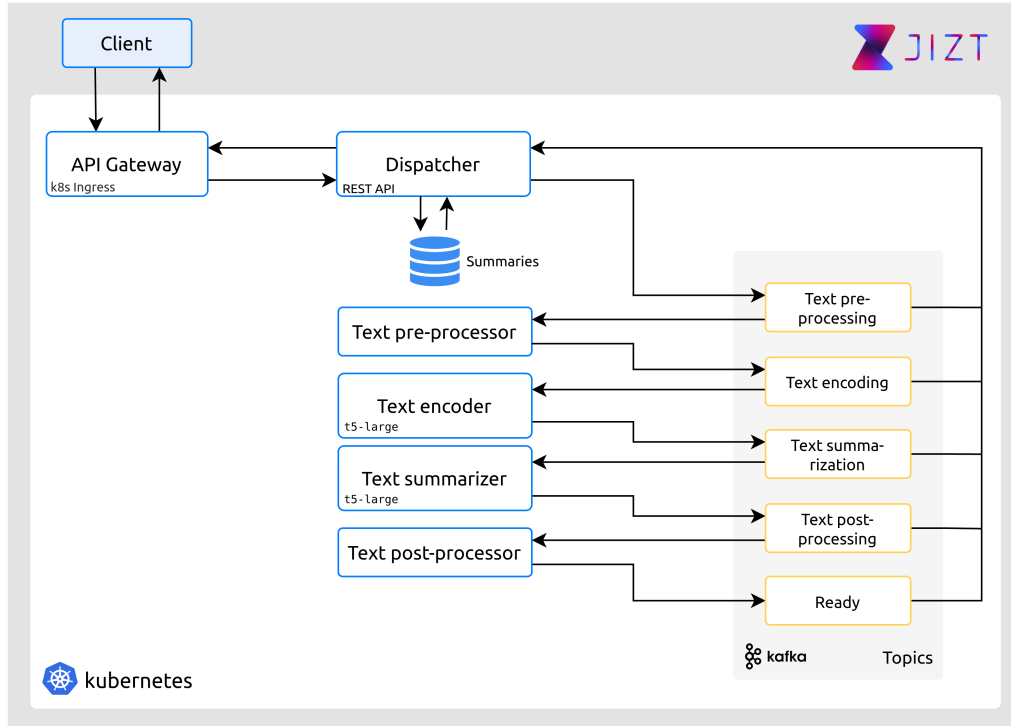 Client
JIZT
API Gateway
k8s Ingress
Dispatcher
REST API
Summaries
Text pre-processor
Text encoder
t5-large
Text summarizer
t5-large
Text post-processor
Text pre-
processing
Text encoding
Text summa-
rization
Text post-
processing
Ready
kafka
Topics
kubernetes